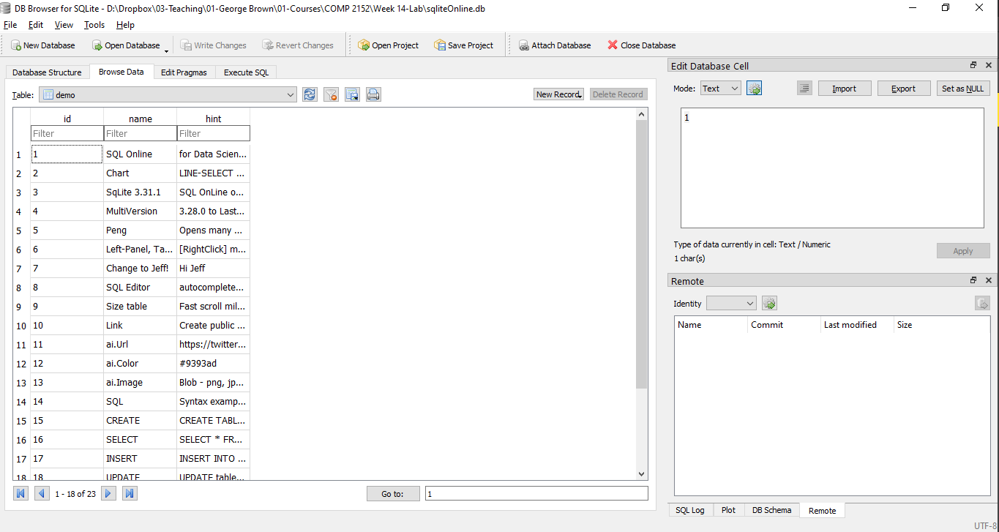 DB Browser for SQLite - D:\Dropbox\03-Teaching\01-George Brown\01-Courses\COMP 2152\Week 14-Lab\sqliteOnline.db
File Edit View Tools Help
New Database Open Database Write Changes Revert Changes Open Project Save Project Attach Database Close Database
Database Structure Browse Data Edit Pragmas Execute SQL
Table: demo New Record Delete Record
id name hint
Filter Filter Filter
1 1 SQL Online for Data Scien...
2 2 Chart LINE-SELECT ...
3 3 SqLite 3.31.1 SQL OnLine o...
4 4 MultiVersion 3.28.0 to Last...
5 5 Peng Opens many ...
6 6 Left-Panel, Ta... [RightClick] m...
7 7 Change to Jeff! Hi Jeff
8 8 SQL Editor autocomplete...
9 9 Size table Fast scroll mil...
10 10 Link Create public ...
11 11 ai.Url https://twitter...
12 12 ai.Color #9393ad
13 13 ai.Image Blob - png, jp...
14 14 SQL Syntax examp...
15 15 CREATE CREATE TABL...
16 16 SELECT SELECT * FR...
17 17 INSERT INSERT INTO ...
18 18 UPDATE UPDATE table...
1 - 18 of 23 Go to: 1
Edit Database Cell
Mode: Text Import Export Set as NULL
1
Type of data currently in cell: Text / Numeric
1 char(s)
Apply
Remote
Identity
Name Commit Last modified Size
SQL Log Plot DB Schema Remote
UTF-8